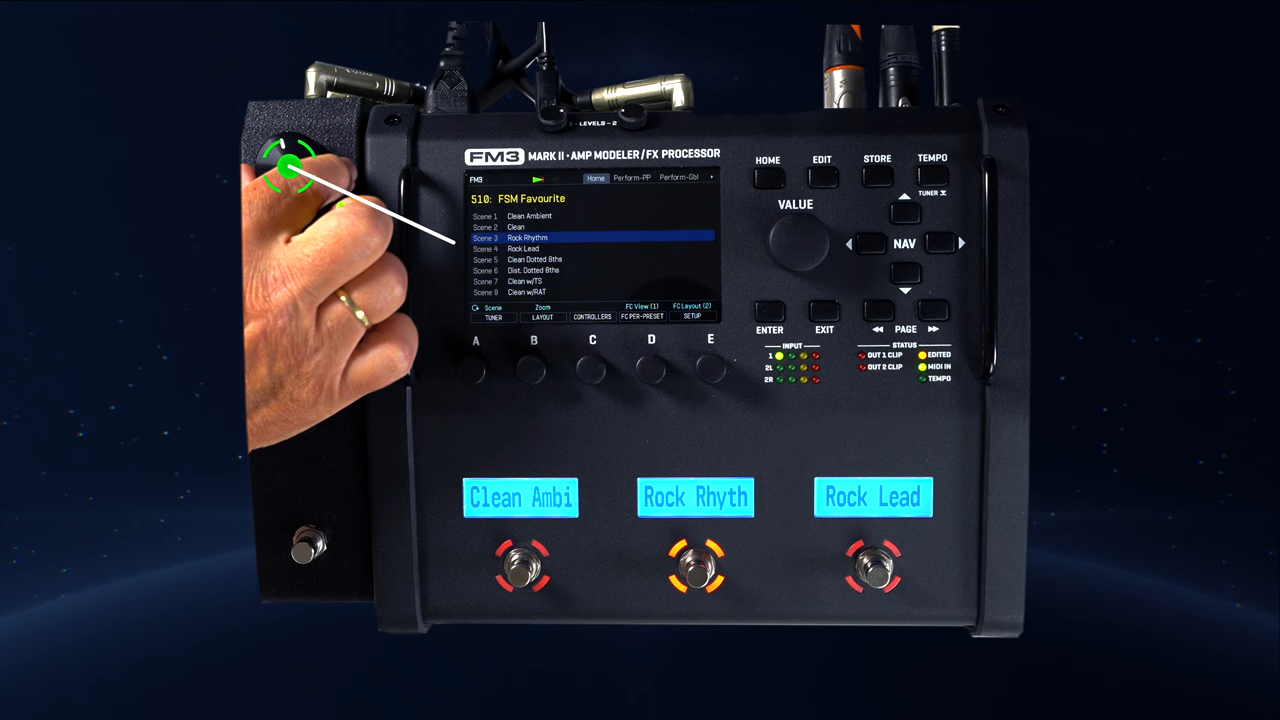 1 - LEVELS - 2
FM3 MARK II • AMP MODELER/FX PROCESSOR
FM3 Home Perform-PP Perform-Gbl
510: FSM Favourite
Scene 1 Clean Ambient
Scene 2 Clean
Scene 3 Rock Rhythm
Scene 4 Rock Lead
Scene 5 Clean Dotted 8ths
Scene 6 Dist. Dotted 8ths
Scene 7 Clean w/TS
Scene 8 Clean w/RAT
Scene Zoom FC View (1) FC Layout (2)
TUNER LAYOUT CONTROLLERS FC PER-PRESET SETUP
A B C D E
HOME EDIT STORE TEMPO
TUNER
VALUE
NAV
ENTER EXIT PAGE
INPUT
1
2L
2R
STATUS
OUT 1 CLIP EDITED
OUT 2 CLIP MIDI IN
TEMPO
Clean Ambi
Rock Rhyth
Rock Lead